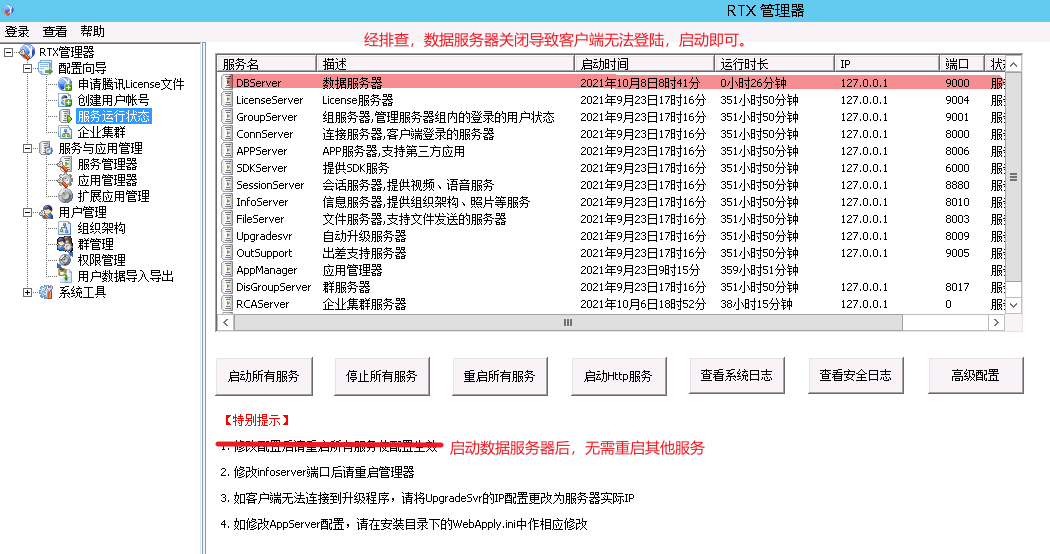 RTX 管理器
登录 查看 帮助
经排查，数据服务器关闭导致客户端无法登陆，启动即可。
RTX管理器
配置向导
申请腾讯License文件
创建用户帐号
服务运行状态
企业集群
服务与应用管理
服务管理器
应用管理器
扩展应用管理
用户管理
组织架构
群管理
权限管理
用户数据导入导出
系统工具
服务名 描述 启动时间 运行时长 IP 端口 状
DBServer 数据服务器 2021年10月8日8时41分 0小时26分钟 127.0.0.1 9000 服
LicenseServer License服务器 2021年9月23日17时16分 351小时50分钟 127.0.0.1 9004 服
GroupServer 组服务器,管理服务器组内的登录的用户状态 2021年9月23日17时16分 351小时50分钟 127.0.0.1 9001 服
ConnServer 连接服务器,客户端登录的服务器 2021年9月23日17时16分 351小时50分钟 127.0.0.1 8000 服
APPServer APP服务器,支持第三方应用 2021年9月23日17时16分 351小时50分钟 127.0.0.1 8006 服
SDKServer 提供SDK服务 2021年9月23日17时16分 351小时50分钟 127.0.0.1 6000 服
SessionServer 会话服务器,提供视频、语音服务 2021年9月23日17时16分 351小时50分钟 127.0.0.1 8880 服
InfoServer 信息服务器,提供组织架构、照片等服务 2021年9月23日17时16分 351小时50分钟 127.0.0.1 8010 服
FileServer 文件服务器,支持文件发送的服务器 2021年9月23日17时16分 351小时50分钟 127.0.0.1 8003 服
Upgradesvr 自动升级服务器 2021年9月23日17时16分 351小时50分钟 127.0.0.1 8009 服
OutSupport 出差支持服务器 2021年9月23日17时16分 351小时50分钟 127.0.0.1 9005 服
AppManager 应用管理器 2021年9月23日9时15分 359小时51分钟 服
DisGroupServer 群服务器 2021年9月23日17时16分 351小时50分钟 127.0.0.1 8017 服
RCAServer 企业集群服务器 2021年10月6日18时52分 38小时15分钟 127.0.0.1 0 服
启动所有服务 停止所有服务 重启所有服务 启动Http服务 查看系统日志 查看安全日志 高级配置
【特别提示】
1. 修改配置后请重启所有服务使配置生效 启动数据服务器后，无需重启其他服务
2. 修改infoserver端口后请重启管理器
3. 如客户端无法连接到升级程序，请将UpgradeSvr的IP配置更改为服务器实际IP
4. 如修改AppServer配置，请在安装目录下的WebApply.ini中作相应修改